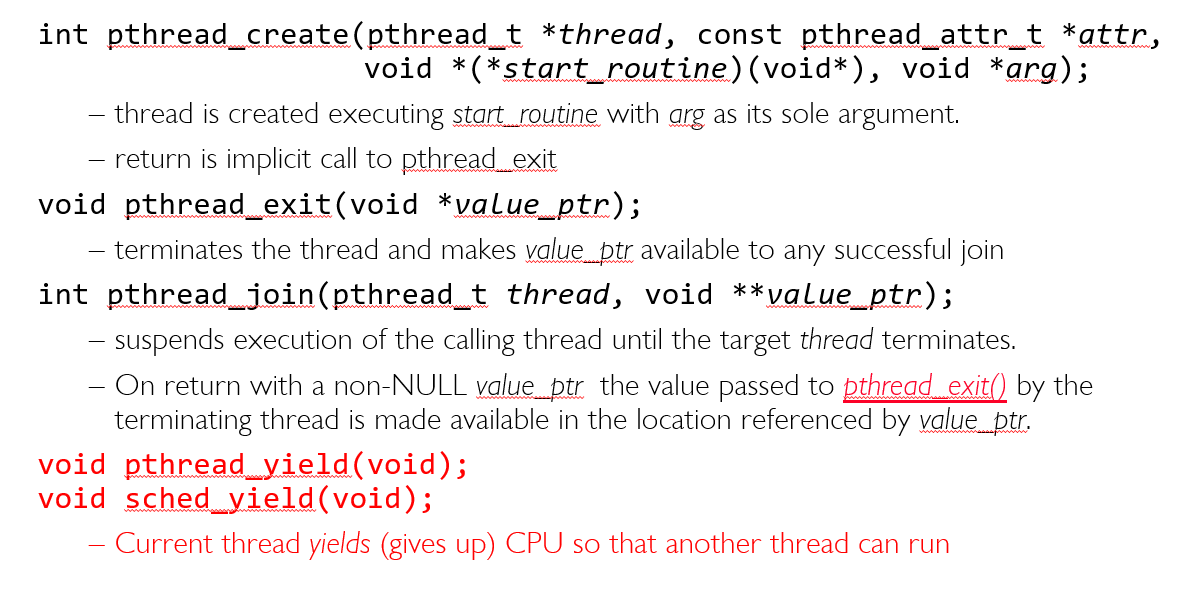 int pthread_create(pthread_t *thread, const pthread_attr_t *attr,
void *(*start_routine)(void*), void *arg);
– thread is created executing start_routine with arg as its sole argument.
– return is implicit call to pthread_exit
void pthread_exit(void *value_ptr);
– terminates the thread and makes value_ptr available to any successful join
int pthread_join(pthread_t thread, void **value_ptr);
– suspends execution of the calling thread until the target thread terminates.
– On return with a non-NULL value_ptr the value passed to pthread_exit() by the
terminating thread is made available in the location referenced by value_ptr.
void pthread_yield(void);
void sched_yield(void);
– Current thread yields (gives up) CPU so that another thread can run